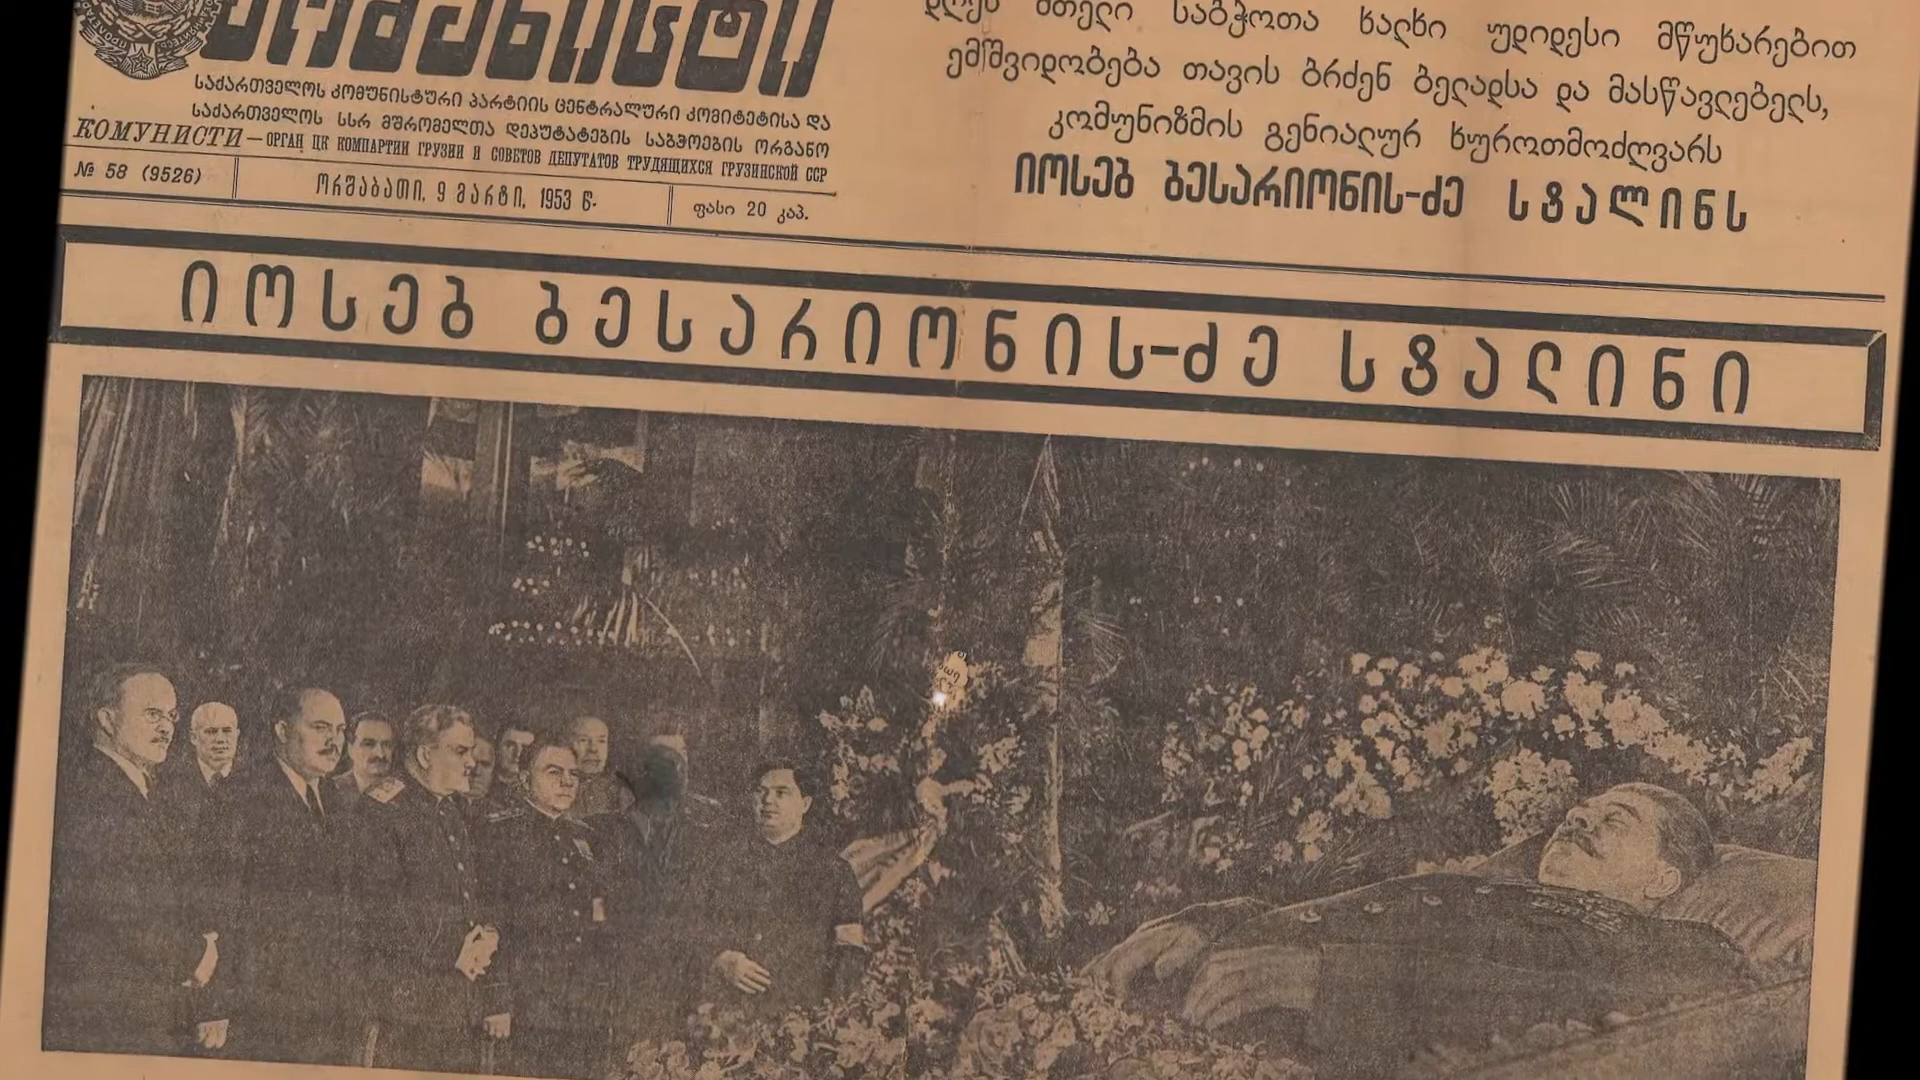 კომუნისტი
საქართველოს კომუნისტური პარტიის ცენტრალური კომიტეტისა და
საქართველოს სსრ მშრომელთა დეპუტატების საბჭოების ორგანო
КОМУНИСТИ — ОРГАН ЦК КОМПАРТИИ ГРУЗИИ И СОВЕТОВ ДЕПУТАТОВ ТРУДЯЩИХСЯ ГРУЗИНСКОЙ ССР
№ 58 (9526)
ორშაბათი, 9 მარტი, 1953 წ.
ფასი 20 კაპ.
დღეს მთელი საბჭოთა ხალხი უდიდესი მწუხარებით
ემშვიდობება თავის ბრძენ ბელადსა და მასწავლებელს,
კომუნიზმის გენიალურ ხუროთმოძღვარს
იოსებ ბესარიონის-ძე სტალინს
იოსებ ბესარიონის-ძე სტალინი